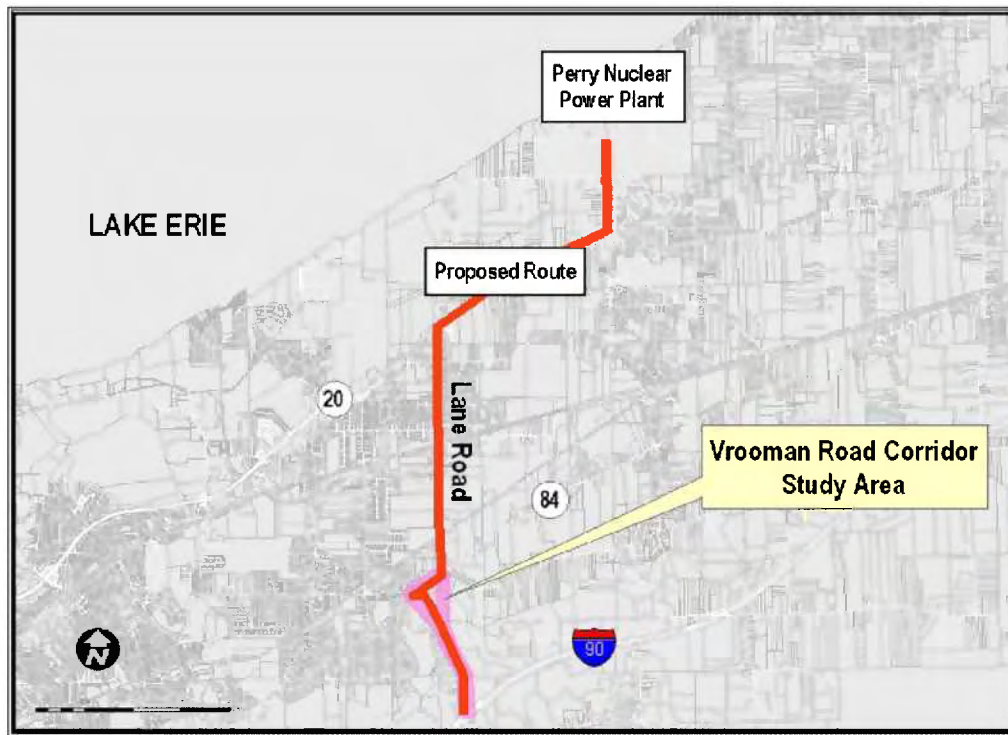 Perry Nuclear
Power Plant
LAKE ERIE
Proposed Route
20
Lane Road
Vrooman Road Corridor
Study Area
84
90
N